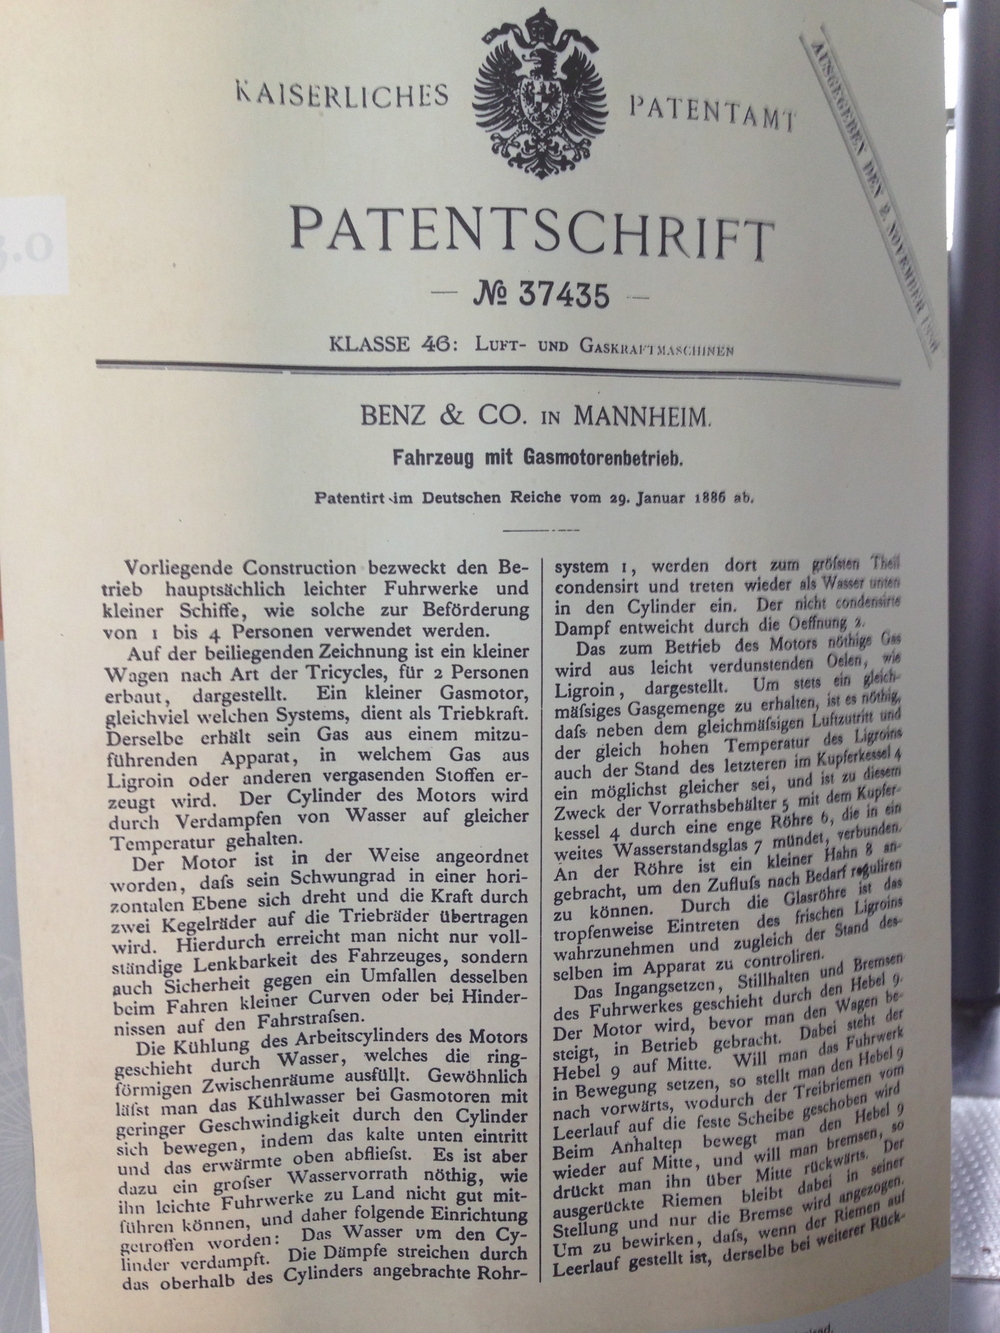 KAISERLICHES PATENTAMT
AUSGEGEBEN DEN 2. NOVEMBER 1886
PATENTSCHRIFT
— № 37435 —
KLASSE 46: LUFT- UND GASKRAFTMASCHINEN
3.0
BENZ & CO. IN MANNHEIM.
Fahrzeug mit Gasmotorenbetrieb.
Patentirt im Deutschen Reiche vom 29. Januar 1886 ab.
Vorliegende Construction bezweckt den Be-
trieb hauptsächlich leichter Fuhrwerke und
kleiner Schiffe, wie solche zur Beförderung
von 1 bis 4 Personen verwendet werden.
Auf der beiliegenden Zeichnung ist ein kleiner
Wagen nach Art der Tricycles, für 2 Personen
erbaut, dargestellt. Ein kleiner Gasmotor,
gleichviel welchen Systems, dient als Triebkraft.
Derselbe erhält sein Gas aus einem mitzu-
führenden Apparat, in welchem Gas aus
Ligroin oder anderen vergasenden Stoffen er-
zeugt wird. Der Cylinder des Motors wird
durch Verdampfen von Wasser auf gleicher
Temperatur gehalten.
Der Motor ist in der Weise angeordnet
worden, daſs sein Schwungrad in einer hori-
zontalen Ebene sich dreht und die Kraft durch
zwei Kegelräder auf die Triebräder übertragen
wird. Hierdurch erreicht man nicht nur voll-
ständige Lenkbarkeit des Fahrzeuges, sondern
auch Sicherheit gegen ein Umfallen desselben
beim Fahren kleiner Curven oder bei Hinder-
nissen auf den Fahrstraſsen.
Die Kühlung des Arbeitscylinders des Motors
geschieht durch Wasser, welches die ring-
förmigen Zwischenräume ausfüllt. Gewöhnlich
läſst man das Kühlwasser bei Gasmotoren mit
geringer Geschwindigkeit durch den Cylinder
sich bewegen, indem das kalte unten eintritt
und das erwärmte oben abflieſst. Es ist aber
dazu ein groſser Wasservorrath nöthig, wie
ihn leichte Fuhrwerke zu Land nicht gut mit-
führen können, und daher folgende Einrichtung
getroffen worden: Das Wasser um den Cy-
linder verdampft. Die Dämpfe streichen durch
das oberhalb des Cylinders angebrachte Rohr-
system 1, werden dort zum gröſsten Theil
condensirt und treten wieder als Wasser unten
in den Cylinder ein. Der nicht condensirte
Dampf entweicht durch die Oeffnung 2.
Das zum Betrieb des Motors nöthige Gas
wird aus leicht verdunstenden Oelen, wie
Ligroin, dargestellt. Um stets ein gleich-
mäſsiges Gasgemenge zu erhalten, ist es nöthig,
daſs neben dem gleichmäſsigen Luftzutritt und
der gleich hohen Temperatur des Ligroins
auch der Stand des letzteren im Kupferkessel 4
ein möglichst gleicher sei, und ist zu diesem
Zweck der Vorrathsbehälter 5 mit dem Kupfer-
kessel 4 durch eine enge Röhre 6, die in ein
weites Wasserstandsglas 7 mündet, verbunden.
An der Röhre ist ein kleiner Hahn 8 an-
gebracht, um den Zufluſs nach Bedarf reguliren
zu können. Durch die Glasröhre ist das
tropfenweise Eintreten des frischen Ligroins
wahrzunehmen und zugleich der Stand des-
selben im Apparat zu controliren.
Das Ingangsetzen, Stillhalten und Bremsen
des Fuhrwerkes geschieht durch den Hebel 9.
Der Motor wird, bevor man den Wagen be-
steigt, in Betrieb gebracht. Dabei steht der
Hebel 9 auf Mitte. Will man das Fuhrwerk
in Bewegung setzen, so stellt man den Hebel 9
nach vorwärts, wodurch der Treibriemen vom
Leerlauf auf die feste Scheibe geschoben wird
Beim Anhalten bewegt man den Hebel 9
wieder auf Mitte, und will man bremsen, so
drückt man ihn über Mitte rückwärts. Der
ausgerückte Riemen bleibt dabei in seiner
Stellung und nur die Bremse wird angezogen.
Um zu bewirken, daſs, wenn der Riemen auf
Leerlauf gestellt ist, derselbe bei weiterer Rück-